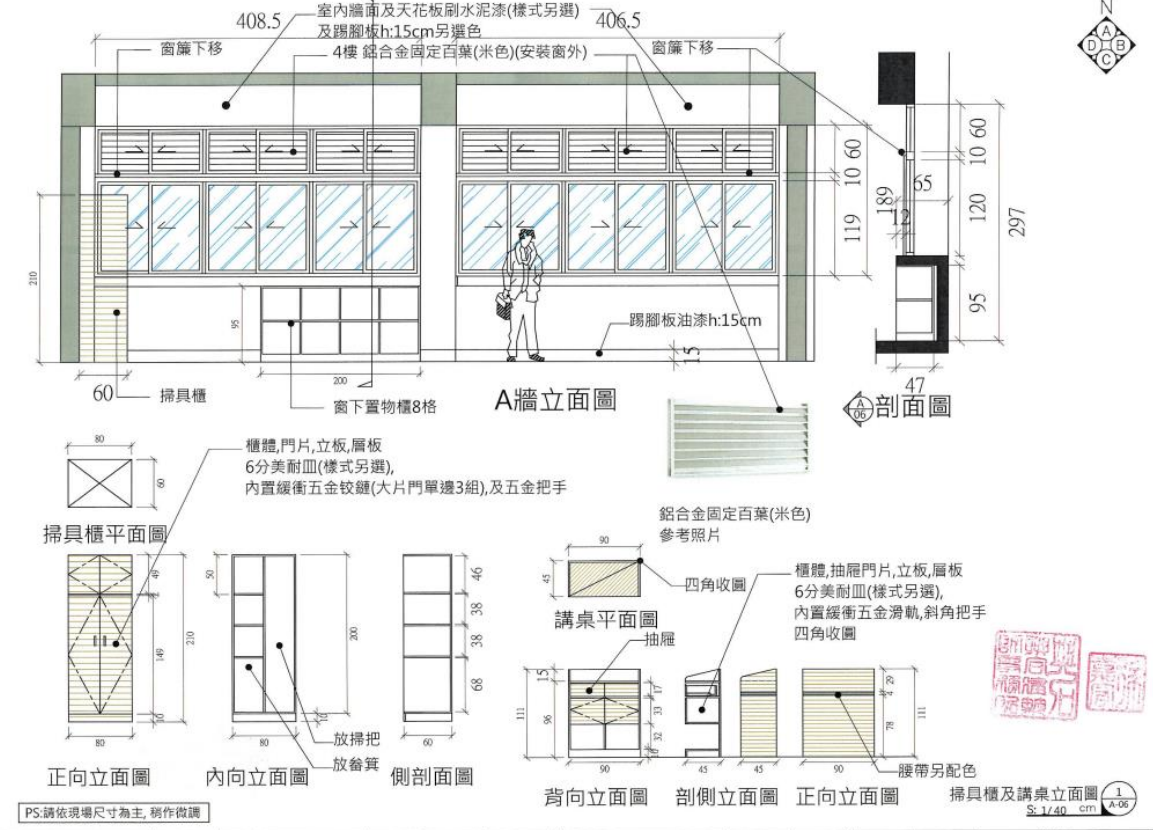 408.5
室內牆面及天花板刷水泥漆(樣式另選)
及踢腳板h:15cm另選色
406.5
N
A
D B
C
窗簾下移
4樓 鋁合金固定百葉(米色)(安裝窗外)
窗簾下移
10 60
119
10 60
120
95
297
189
65
12
47
210
95
60
掃具櫃
200
窗下置物櫃8格
踢腳板油漆h:15cm
15
A牆立面圖
A
06
剖面圖
鋁合金固定百葉(米色)
參考照片
80
60
掃具櫃平面圖
櫃體,門片,立板,層板
6分美耐皿(樣式另選),
內置緩衝五金铰鏈(大片門單邊3組),及五金把手
49
2
149
10
210
80
正向立面圖
50
200
10
80
放掃把
放畚箕
內向立面圖
46
38
38
68
60
側剖面圖
90
45
四角收圓
講桌平面圖
抽屜
櫃體,抽屜門片,立板,層板
6分美耐皿(樣式另選),
內置緩衝五金滑軌,斜角把手
四角收圓
15
111
96
17
33
32
90
背向立面圖
45
45
剖側立面圖
29
4
78
111
90
腰帶另配色
正向立面圖
掃具櫃及講桌立面圖
S: 1/40 cm
1
A-06
PS:請依現場尺寸為主, 稍作微調